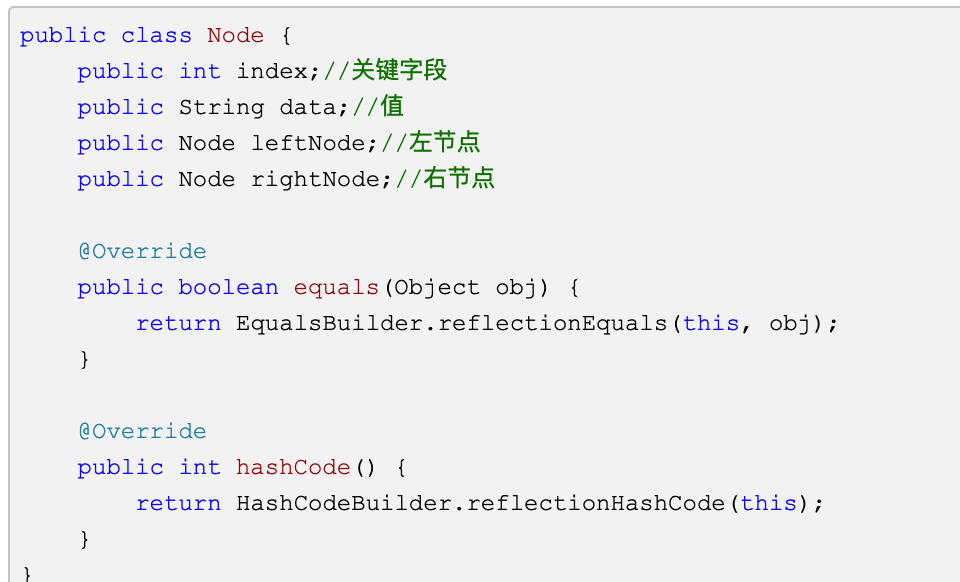 public class Node {
    public int index;//关键字段
    public String data;//值
    public Node leftNode;//左节点
    public Node rightNode;//右节点

    @Override
    public boolean equals(Object obj) {
        return EqualsBuilder.reflectionEquals(this, obj);
    }

    @Override
    public int hashCode() {
        return HashCodeBuilder.reflectionHashCode(this);
    }
}